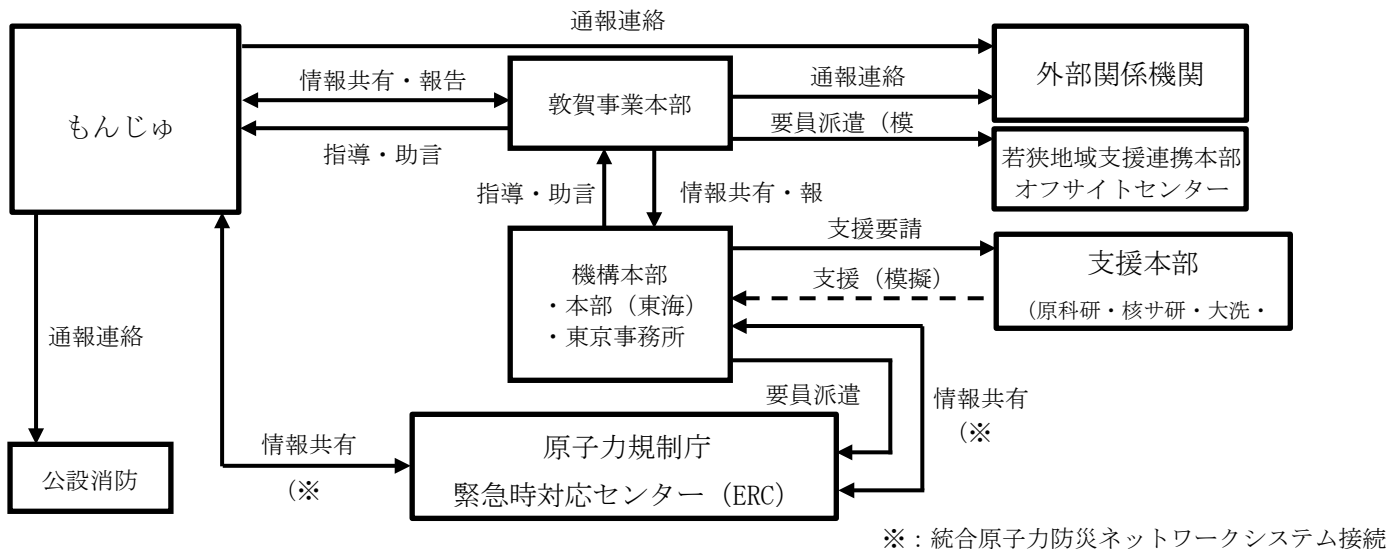 通報連絡
もんじゅ
情報共有・報告
指導・助言
敦賀事業本部
通報連絡
外部関係機関
要員派遣（模
若狭地域支援連携本部
オフサイトセンター
指導・助言
情報共有・報
機構本部
・本部（東海）
・東京事務所
支援要請
支援（模擬）
支援本部
（原科研・核サ研・大洗・
通報連絡
要員派遣
情報共有
（※
公設消防
情報共有
（※
原子力規制庁
緊急時対応センター（ERC）
※：統合原子力防災ネットワークシステム接続